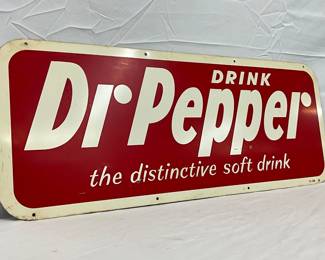 DRINK
Dr Pepper
the distinctive soft drink